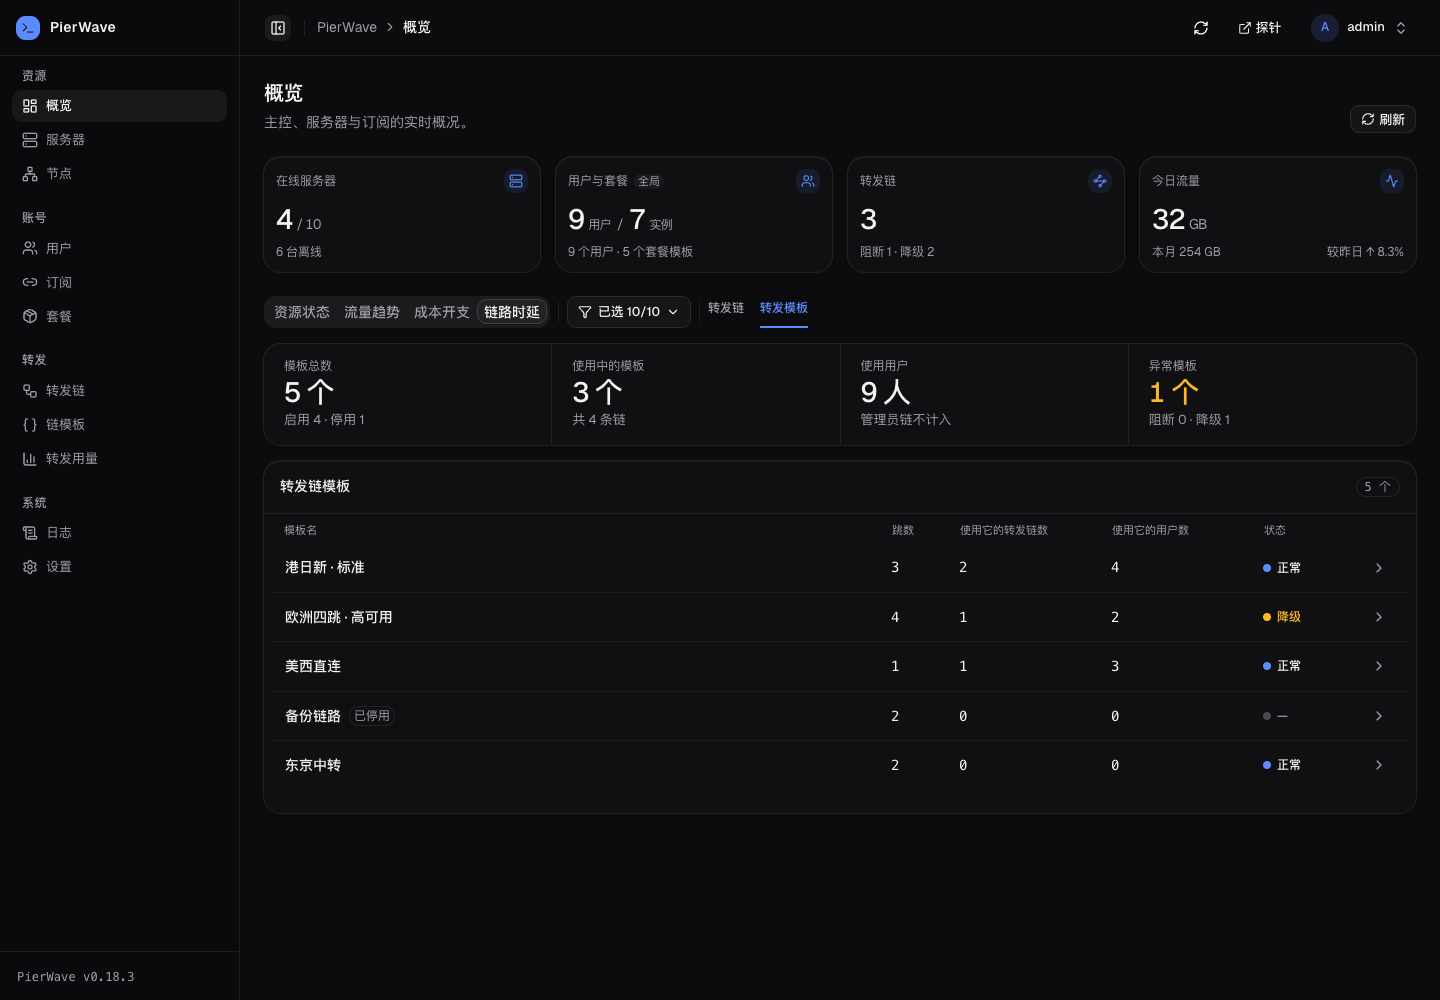 PierWave
PierWave > 概览
探针
A admin
资源
概览
服务器
节点
账号
用户
订阅
套餐
转发
转发链
链模板
转发用量
系统
日志
设置
PierWave v0.18.3
概览
主控、服务器与订阅的实时概况。
刷新
在线服务器
4 / 10
6 台离线
用户与套餐 全局
9 用户 / 7 实例
9 个用户 · 5 个套餐模板
转发链
3
阻断 1 · 降级 2
今日流量
32 GB
本月 254 GB 较昨日 ↑ 8.3%
资源状态 流量趋势 成本开支 链路时延 已选 10/10 转发链 转发模板
模板总数
5 个
启用 4 · 停用 1
使用中的模板
3 个
共 4 条链
使用用户
9 人
管理员链不计入
异常模板
1 个
阻断 0 · 降级 1
转发链模板 5 个
模板名 跳数 使用它的转发链数 使用它的用户数 状态
港日新 · 标准 3 2 4 正常
欧洲四跳 · 高可用 4 1 2 降级
美西直连 1 1 3 正常
备份链路 已停用 2 0 0 —
东京中转 2 0 0 正常